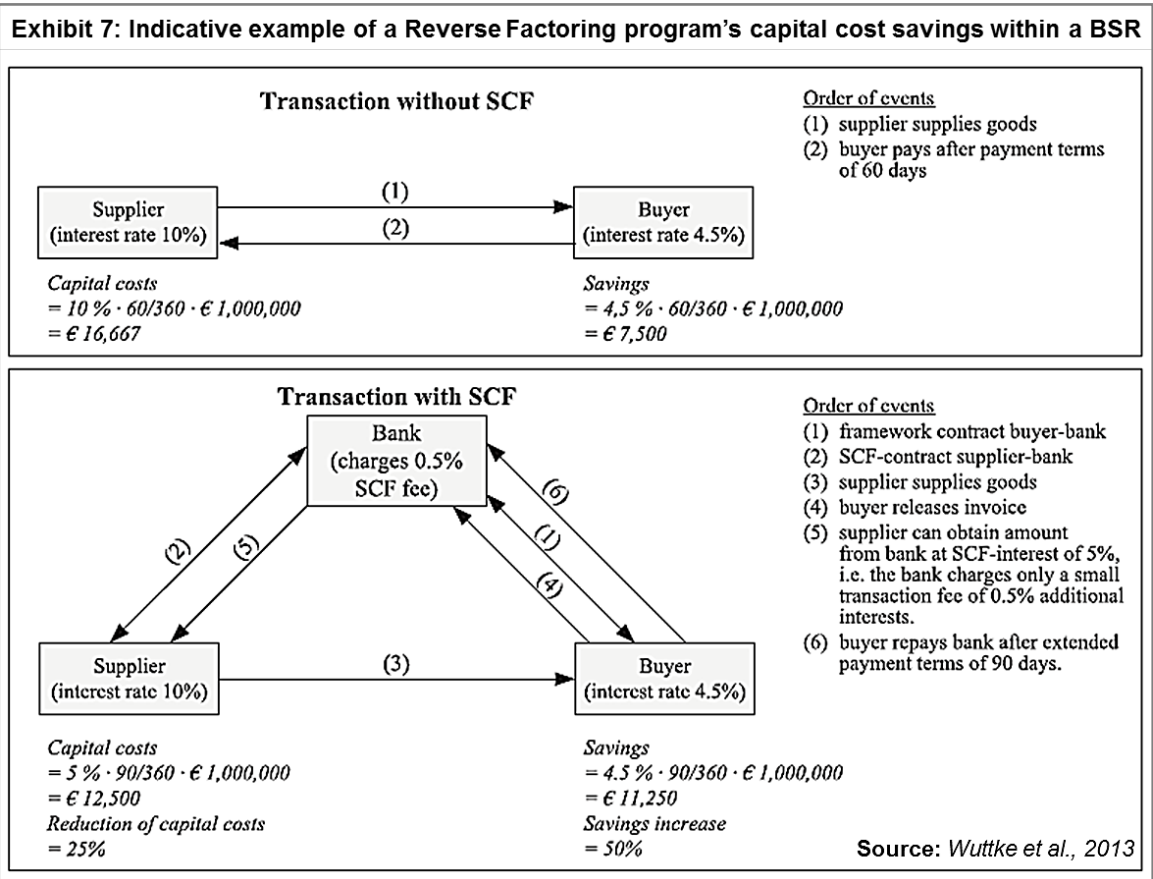 Exhibit 7: Indicative example of a Reverse Factoring program's capital cost savings within a BSR
Transaction without SCF
Order of events
(1) supplier supplies goods
(2) buyer pays after payment terms
of 60 days
(1)
Supplier
(interest rate 10%)
Buyer
(interest rate 4.5%)
(2)
Capital costs
= 10 % · 60/360 · € 1,000,000
= € 16,667
Savings
= 4,5 % · 60/360 · € 1,000,000
= € 7,500
Transaction with SCF
Bank
(charges 0.5%
SCF fee)
Order of events
(1) framework contract buyer-bank
(2) SCF-contract supplier-bank
(3) supplier supplies goods
(4) buyer releases invoice
(5) supplier can obtain amount
from bank at SCF-interest of 5%,
i.e. the bank charges only a small
transaction fee of 0.5% additional
interests.
(6) buyer repays bank after extended
payment terms of 90 days.
(2)
(5)
(6)
(1)
(4)
Supplier
(interest rate 10%)
(3)
Buyer
(interest rate 4.5%)
Capital costs
= 5 % · 90/360 · € 1,000,000
= € 12,500
Reduction of capital costs
= 25%
Savings
= 4.5 % · 90/360 · € 1,000,000
= € 11,250
Savings increase
= 50%
Source: Wuttke et al., 2013